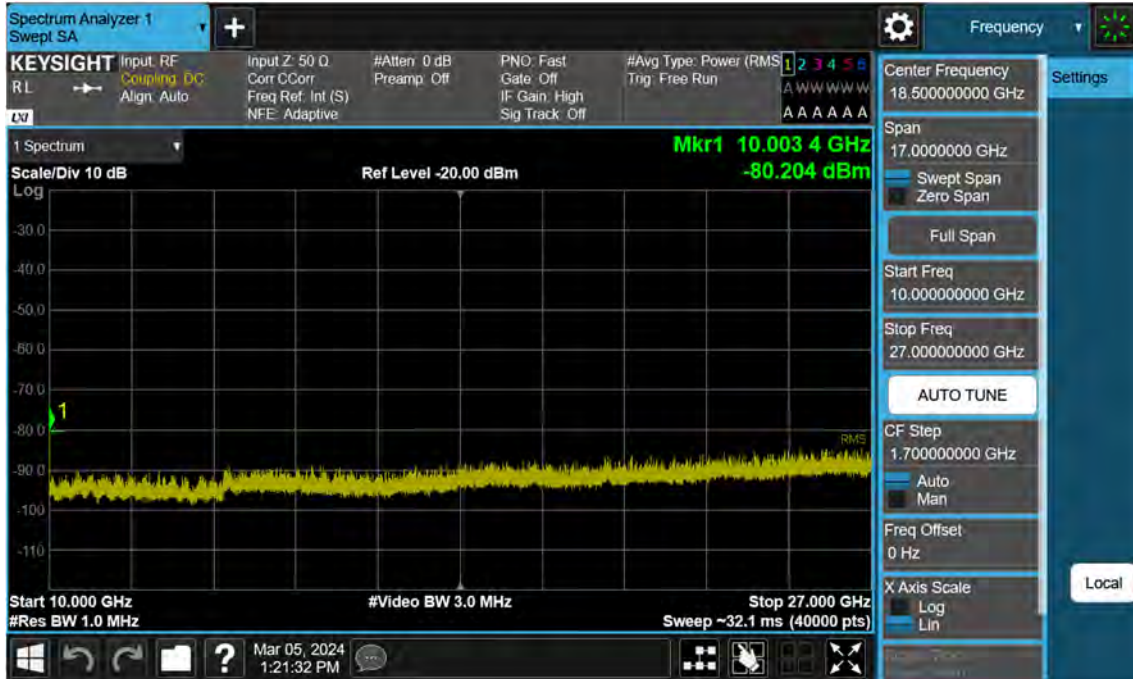 Spectrum Analyzer 1
Swept SA
+
Frequency
KEYSIGHT
RL
LXI
Input: RF
Coupling: DC
Align: Auto
Input Z: 50 Ω
Corr CCorr
Freq Ref: Int (S)
NFE: Adaptive
#Atten: 0 dB
Preamp: Off
PNO: Fast
Gate: Off
IF Gain: High
Sig Track: Off
#Avg Type: Power (RMS
Trig: Free Run
1 2 3 4 5 6
A W W W W W
A A A A A A
1 Spectrum
Mkr1 10.003 4 GHz
Scale/Div 10 dB
Ref Level -20.00 dBm
-80.204 dBm
Log
-30.0
-40.0
-50.0
-60.0
-70.0
1
-80.0
RMS
-90.0
-100
-110
Start 10.000 GHz
#Video BW 3.0 MHz
Stop 27.000 GHz
#Res BW 1.0 MHz
Sweep ~32.1 ms (40000 pts)
?
Mar 05, 2024
1:21:32 PM
Center Frequency
18.500000000 GHz
Span
17.0000000 GHz
Swept Span
Zero Span
Full Span
Start Freq
10.000000000 GHz
Stop Freq
27.000000000 GHz
AUTO TUNE
CF Step
1.700000000 GHz
Auto
Man
Freq Offset
0 Hz
X Axis Scale
Log
Lin
Settings
Local